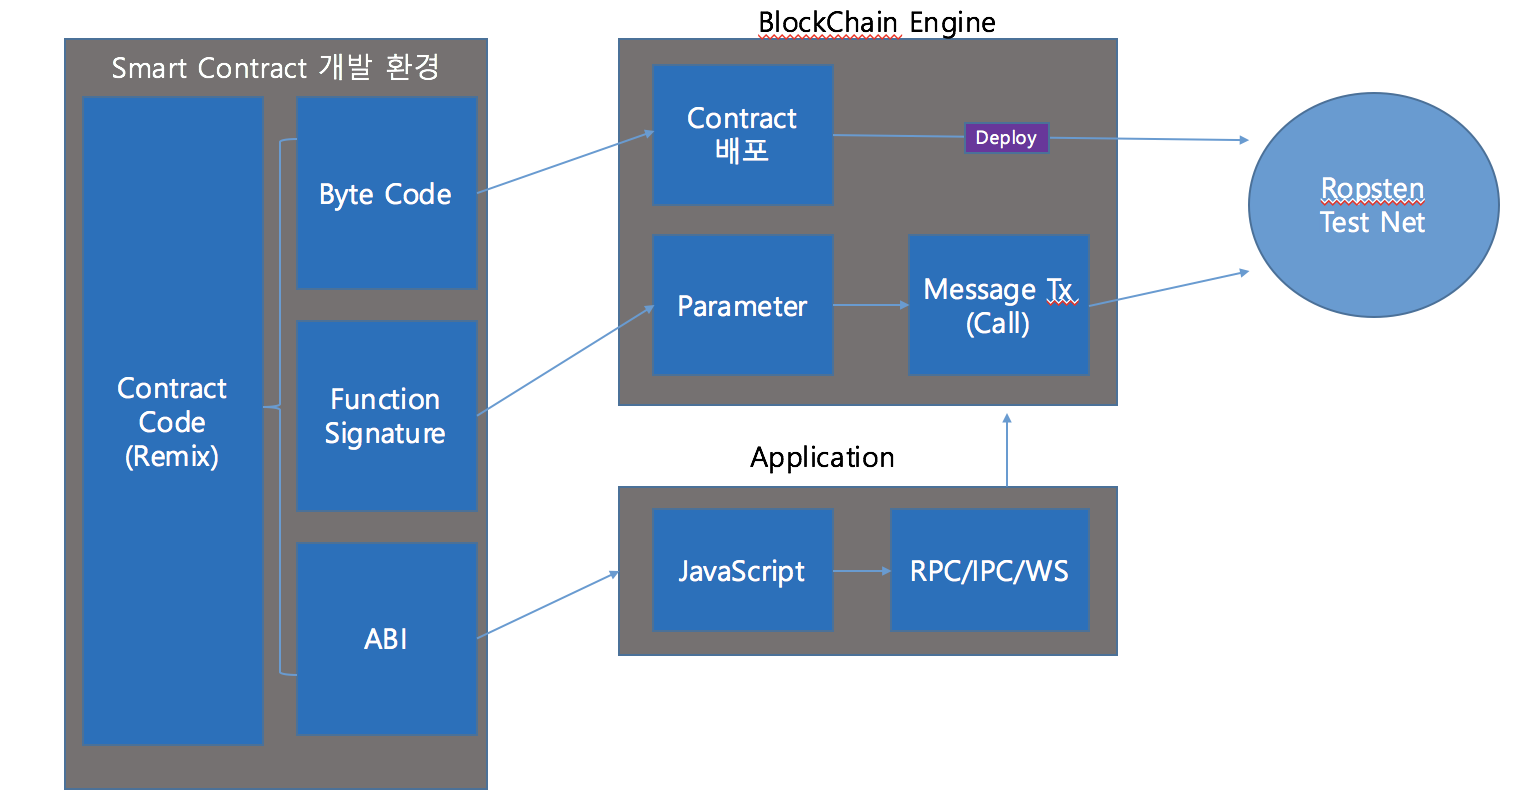 Smart Contract 개발 환경
Contract
Code
(Remix)
Byte Code
Function
Signature
ABI
BlockChain Engine
Contract
배포
Deploy
Parameter
Message Tx
(Call)
Application
JavaScript
RPC/IPC/WS
Ropsten
Test Net